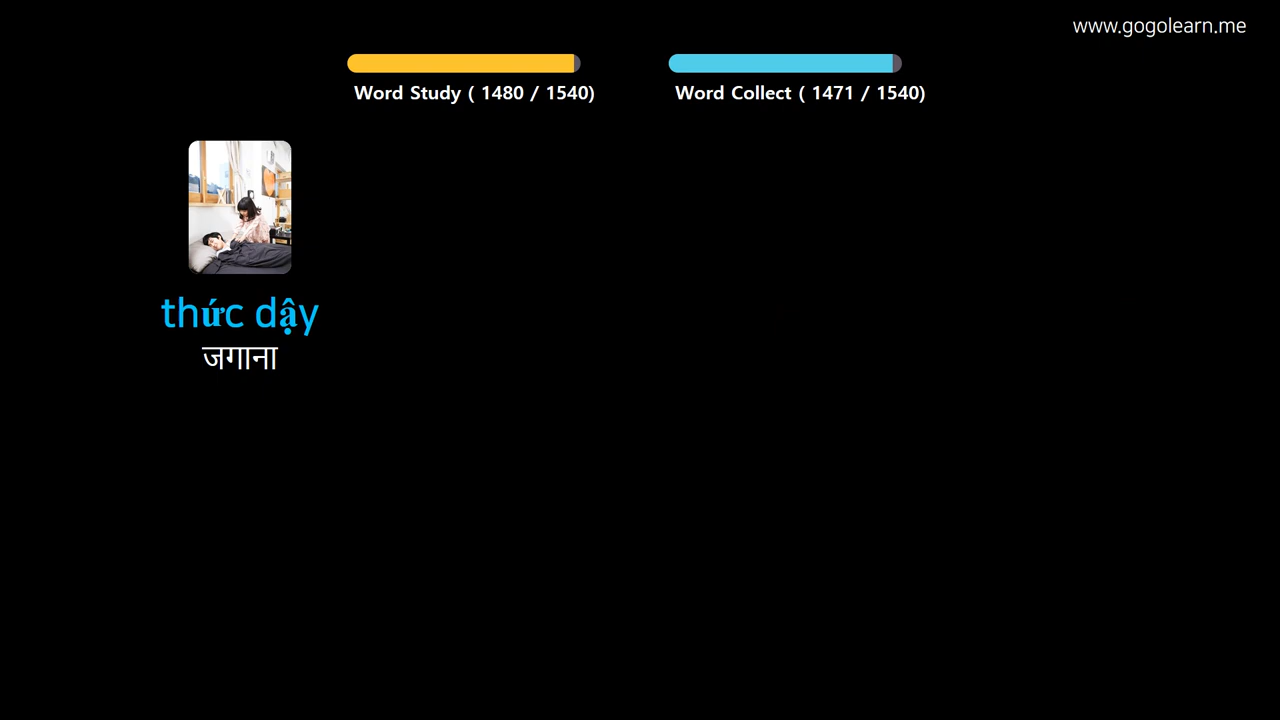 www.gogolearn.me
Word Study ( 1480 / 1540)
Word Collect ( 1471 / 1540)
thức dậy
जगाना